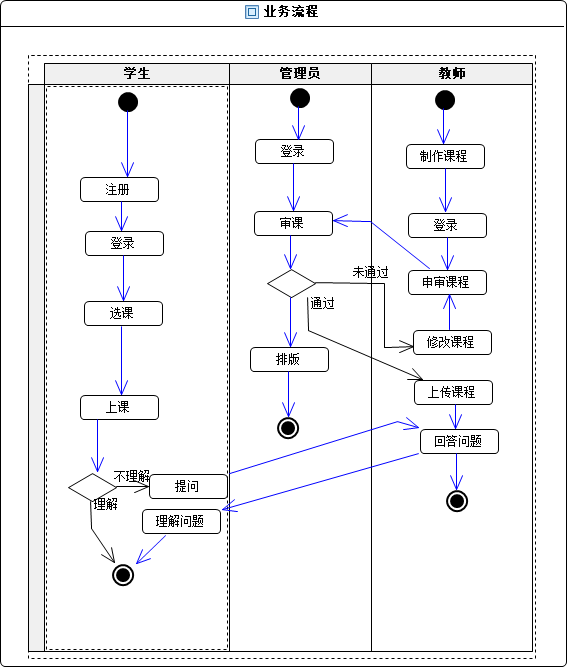 业务流程
学生
管理员
教师
注册
登录
选课
上课
不理解
理解
提问
理解问题
登录
审课
通过
未通过
排版
制作课程
登录
申审课程
修改课程
上传课程
回答问题